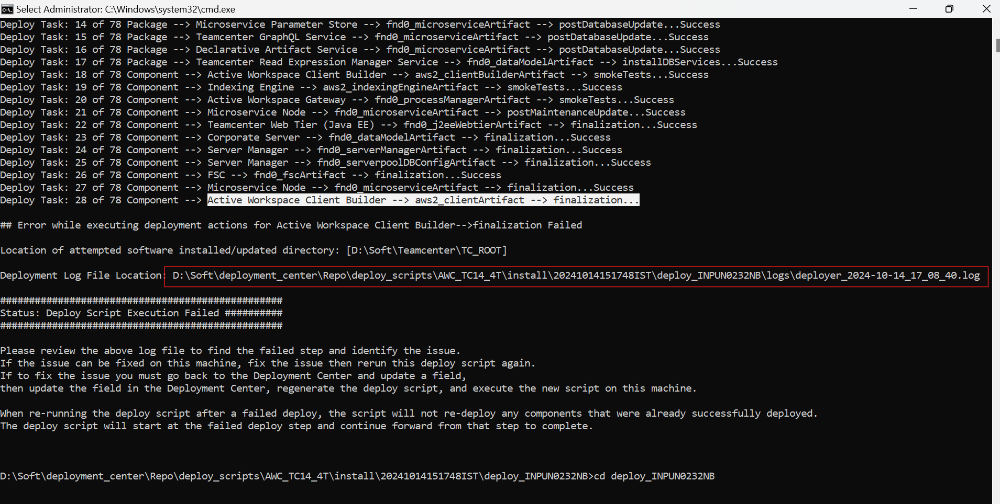 Select Administrator: C:\Windows\system32\cmd.exe
Deploy Task: 14 of 78 Package --> Microservice Parameter Store --> fnd0_microserviceArtifact --> postDatabaseUpdate...Success
Deploy Task: 15 of 78 Package --> Teamcenter GraphQL Service --> fnd0_microserviceArtifact --> postDatabaseUpdate...Success
Deploy Task: 16 of 78 Package --> Declarative Artifact Service --> fnd0_microserviceArtifact --> postDatabaseUpdate...Success
Deploy Task: 17 of 78 Package --> Teamcenter Read Expression Manager Service --> fnd0_dataModelArtifact --> installDBServices...Success
Deploy Task: 18 of 78 Component --> Active Workspace Client Builder --> aws2_clientBuilderArtifact --> smokeTests...Success
Deploy Task: 19 of 78 Component --> Indexing Engine --> aws2_indexingEngineArtifact --> smokeTests...Success
Deploy Task: 20 of 78 Component --> Active Workspace Gateway --> fnd0_processManagerArtifact --> smokeTests...Success
Deploy Task: 21 of 78 Component --> Microservice Node --> fnd0_microserviceArtifact --> postMaintenanceUpdate...Success
Deploy Task: 22 of 78 Component --> Teamcenter Web Tier (Java EE) --> fnd0_j2eeWebtierArtifact --> finalization...Success
Deploy Task: 23 of 78 Component --> Corporate Server --> fnd0_dataModelArtifact --> finalization...Success
Deploy Task: 24 of 78 Component --> Server Manager --> fnd0_serverManagerArtifact --> finalization...Success
Deploy Task: 25 of 78 Component --> Server Manager --> fnd0_serverpoolDBConfigArtifact --> finalization...Success
Deploy Task: 26 of 78 Component --> FSC --> fnd0_fscArtifact --> finalization...Success
Deploy Task: 27 of 78 Component --> Microservice Node --> fnd0_microserviceArtifact --> finalization...Success
Deploy Task: 28 of 78 Component --> Active Workspace Client Builder --> aws2_clientArtifact --> finalization...
## Error while executing deployment actions for Active Workspace Client Builder-->finalization Failed
Location of attempted software installed/updated directory: [D:\Soft\Teamcenter\TC_ROOT]
Deployment Log File Location: D:\Soft\deployment_center\Repo\deploy_scripts\AWC_TC14_4T\install\20241014151748IST\deploy_INPUN0232NB\logs\deployer_2024-10-14_17_08_40.log
#################################################
Status: Deploy Script Execution Failed ##########
#################################################
Please review the above log file to find the failed step and identify the issue.
If the issue can be fixed on this machine, fix the issue then rerun this deploy script again.
If to fix the issue you must go back to the Deployment Center and update a field,
then update the field in the Deployment Center, regenerate the deploy script, and execute the new script on this machine.
When re-running the deploy script after a failed deploy, the script will not re-deploy any components that were already successfully deployed.
The deploy script will start at the failed deploy step and continue forward from that step to complete.
D:\Soft\deployment_center\Repo\deploy_scripts\AWC_TC14_4T\install\20241014151748IST\deploy_INPUN0232NB>cd deploy_INPUN0232NB